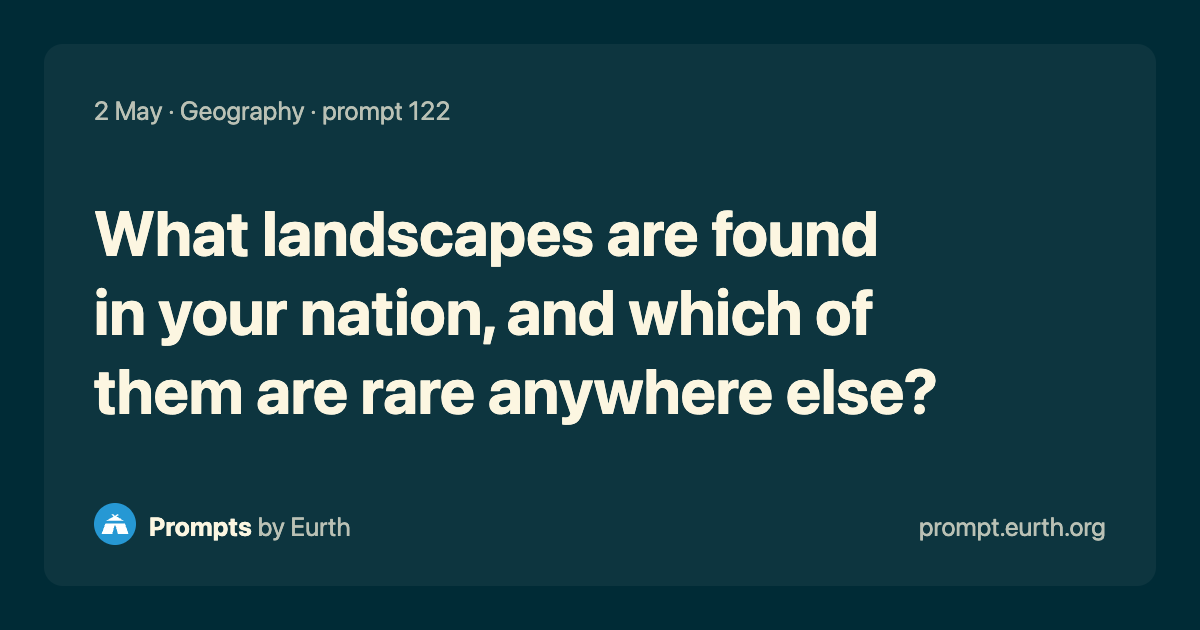 2 May · Geography · prompt 122
What landscapes are found
in your nation, and which of
them are rare anywhere else?
Prompts by Eurth
prompt.eurth.org